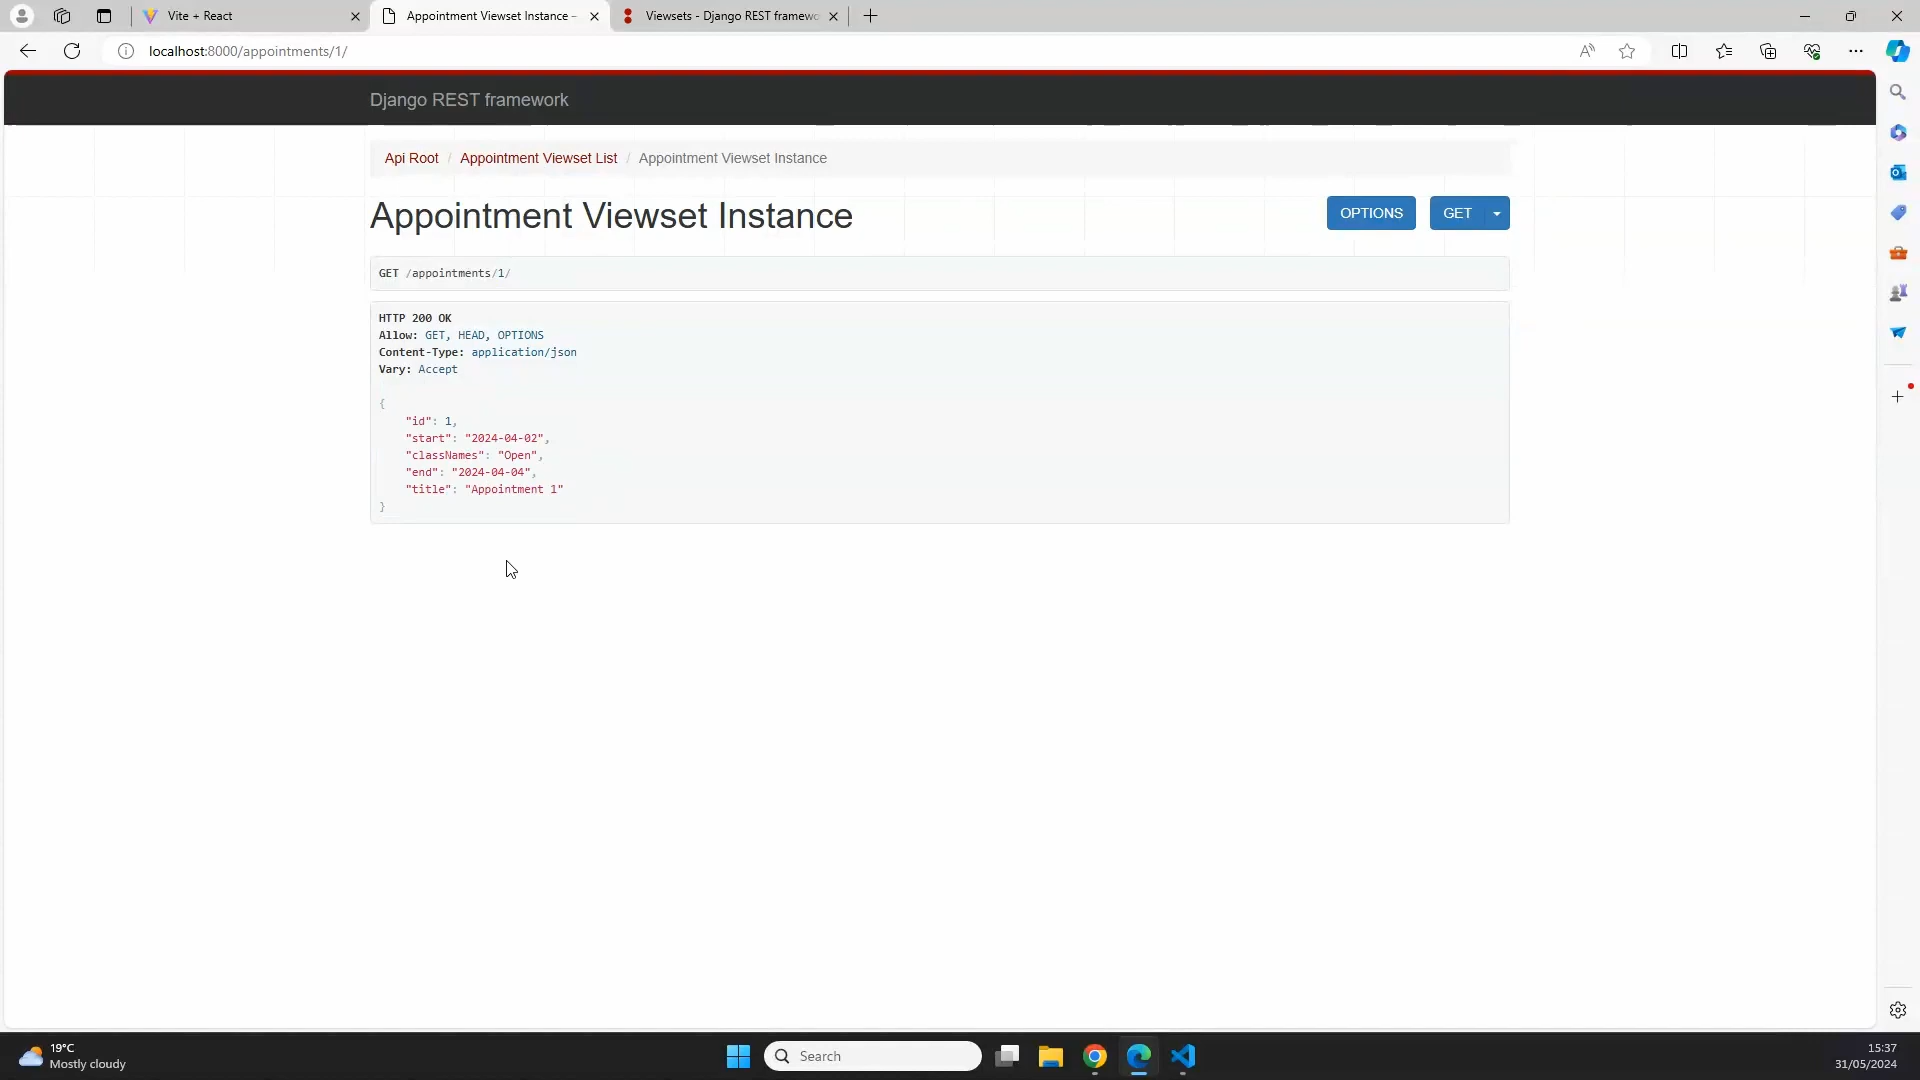 Vite + React
Appointment Viewset Instance –
Viewsets - Django REST framewo
localhost:8000/appointments/1/
Django REST framework
Api Root / Appointment Viewset List / Appointment Viewset Instance
Appointment Viewset Instance
OPTIONS
GET
GET /appointments/1/
HTTP 200 OK
Allow: GET, HEAD, OPTIONS
Content-Type: application/json
Vary: Accept
{
"id": 1,
"start": "2024-04-02",
"classNames": "Open",
"end": "2024-04-04",
"title": "Appointment 1"
}
19°C
Mostly cloudy
Search
15:37
31/05/2024